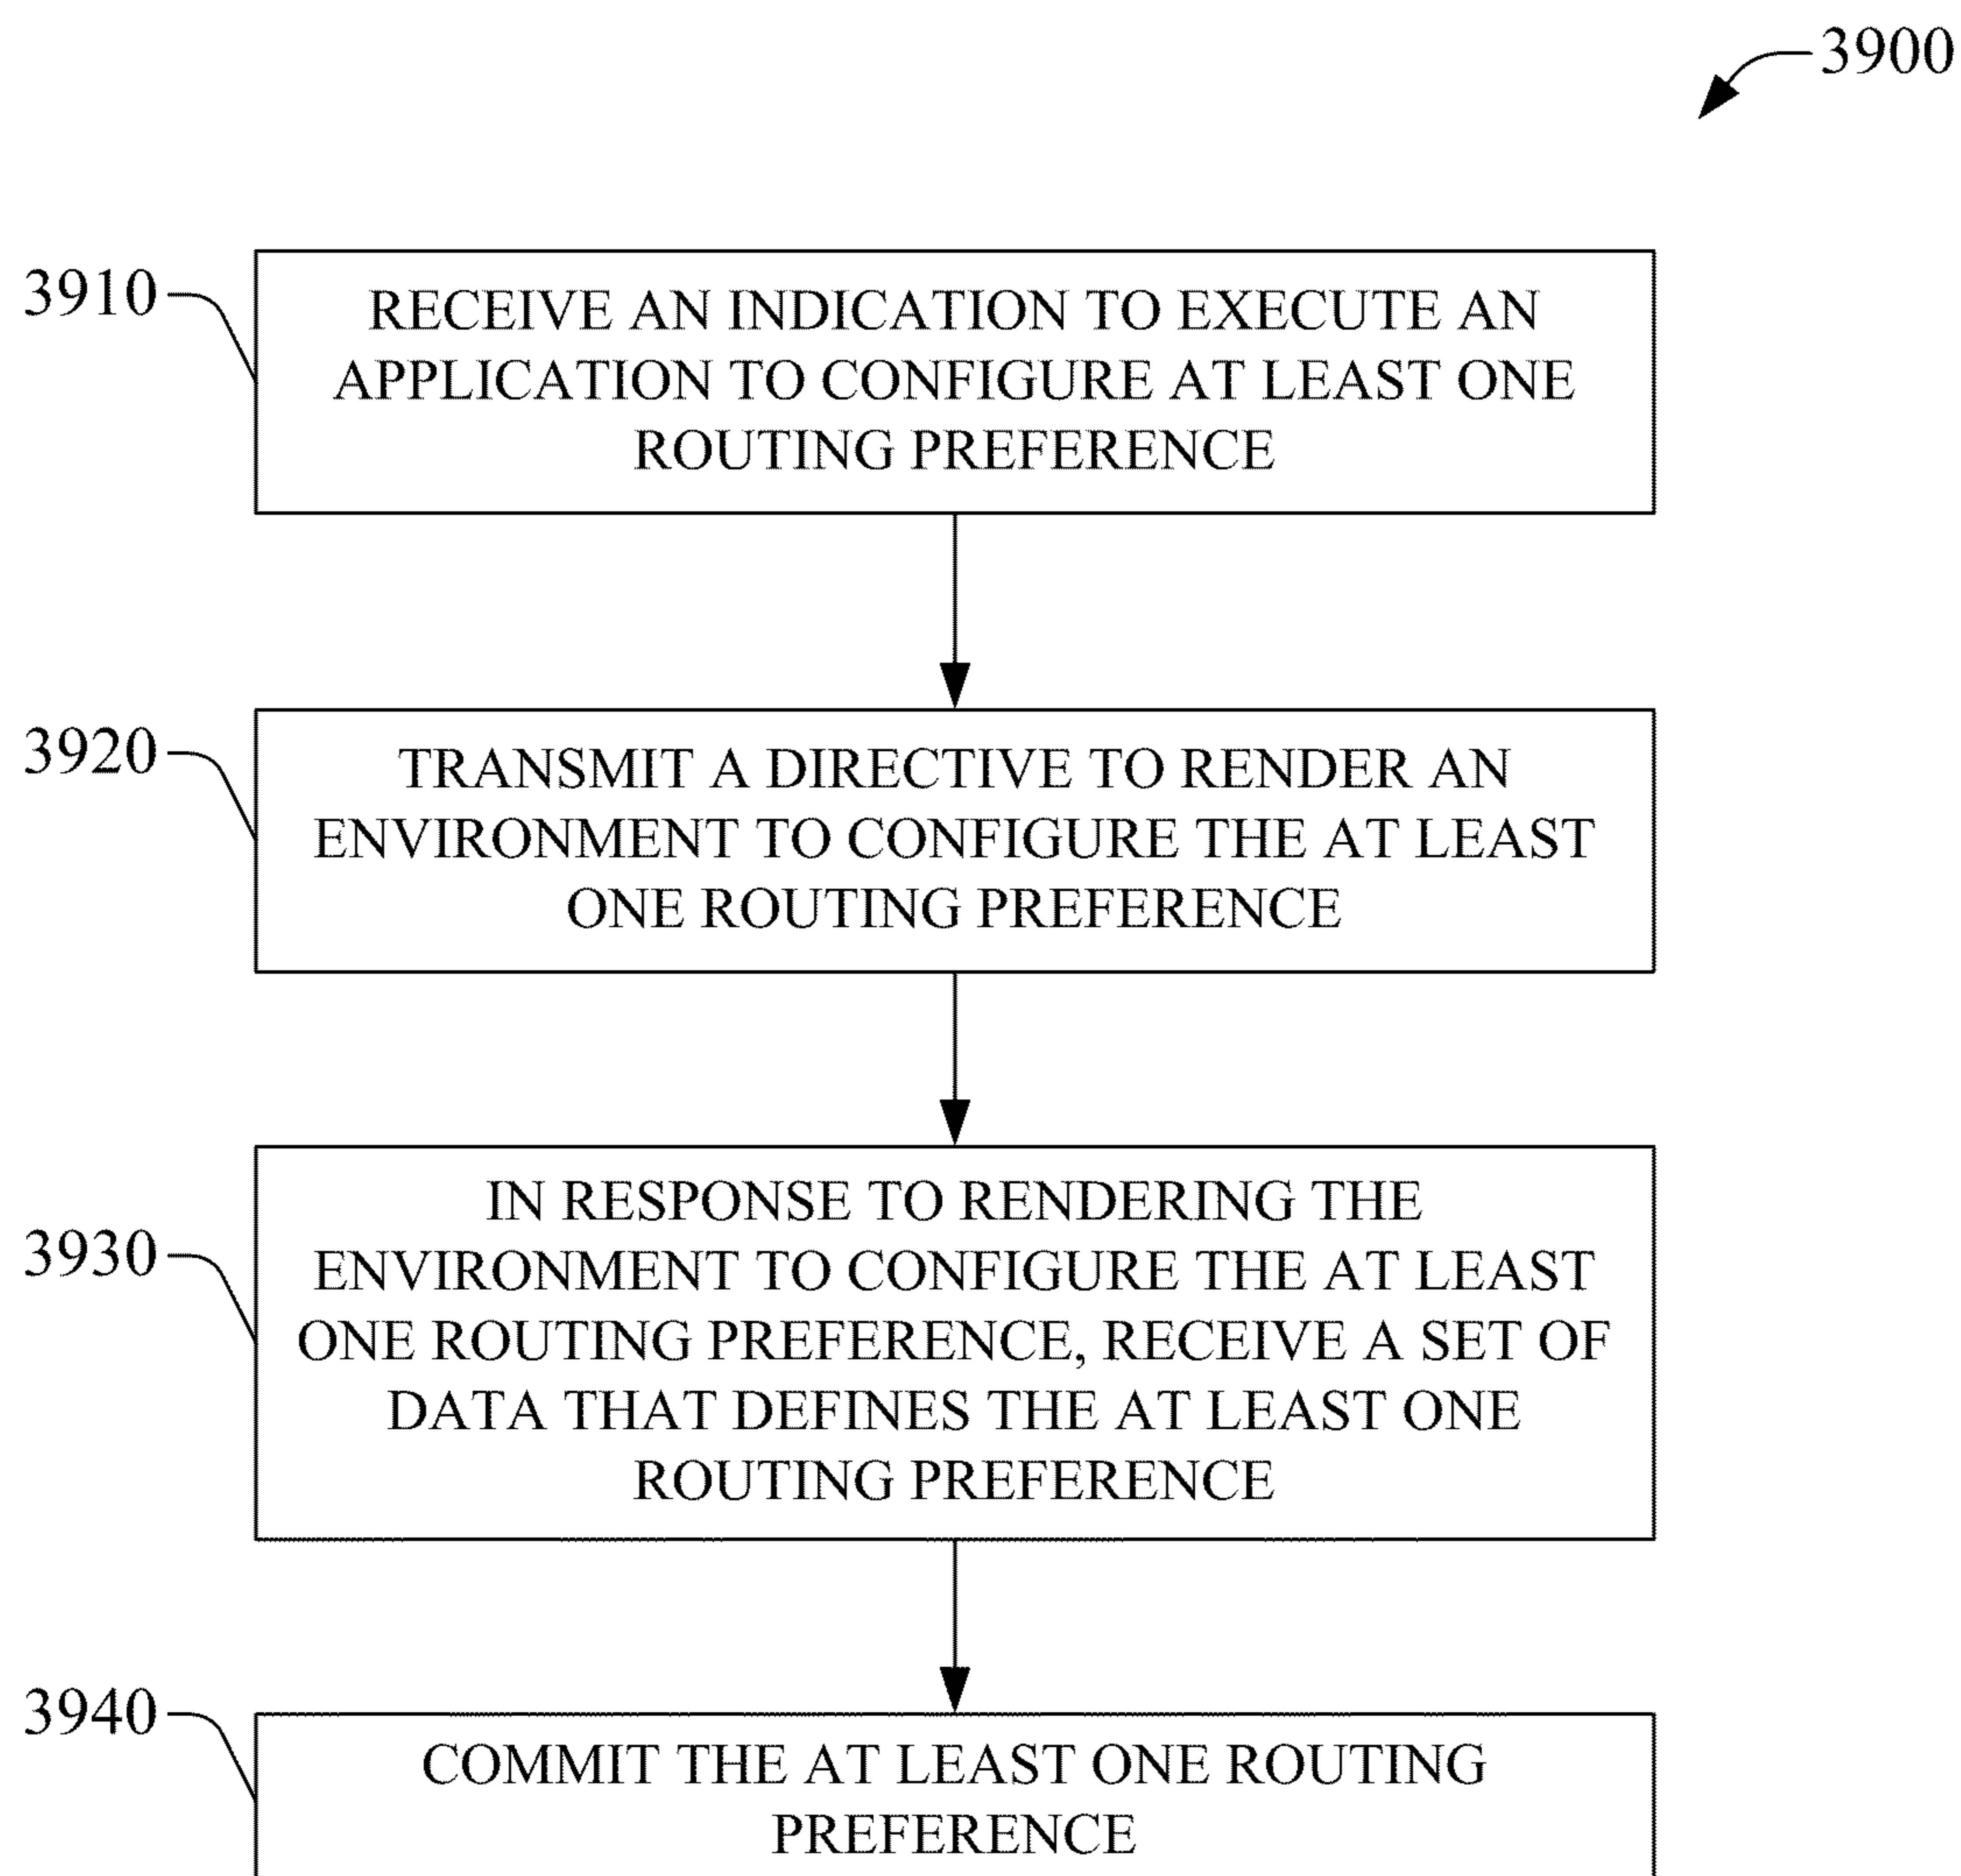 3900
3910
RECEIVE AN INDICATION TO EXECUTE AN
APPLICATION TO CONFIGURE AT LEAST ONE
ROUTING PREFERENCE
3920
TRANSMIT A DIRECTIVE TO RENDER AN
ENVIRONMENT TO CONFIGURE THE AT LEAST
ONE ROUTING PREFERENCE
3930
IN RESPONSE TO RENDERING THE
ENVIRONMENT TO CONFIGURE THE AT LEAST
ONE ROUTING PREFERENCE, RECEIVE A SET OF
DATA THAT DEFINES THE AT LEAST ONE
ROUTING PREFERENCE
3940
COMMIT THE AT LEAST ONE ROUTING
PREFERENCE